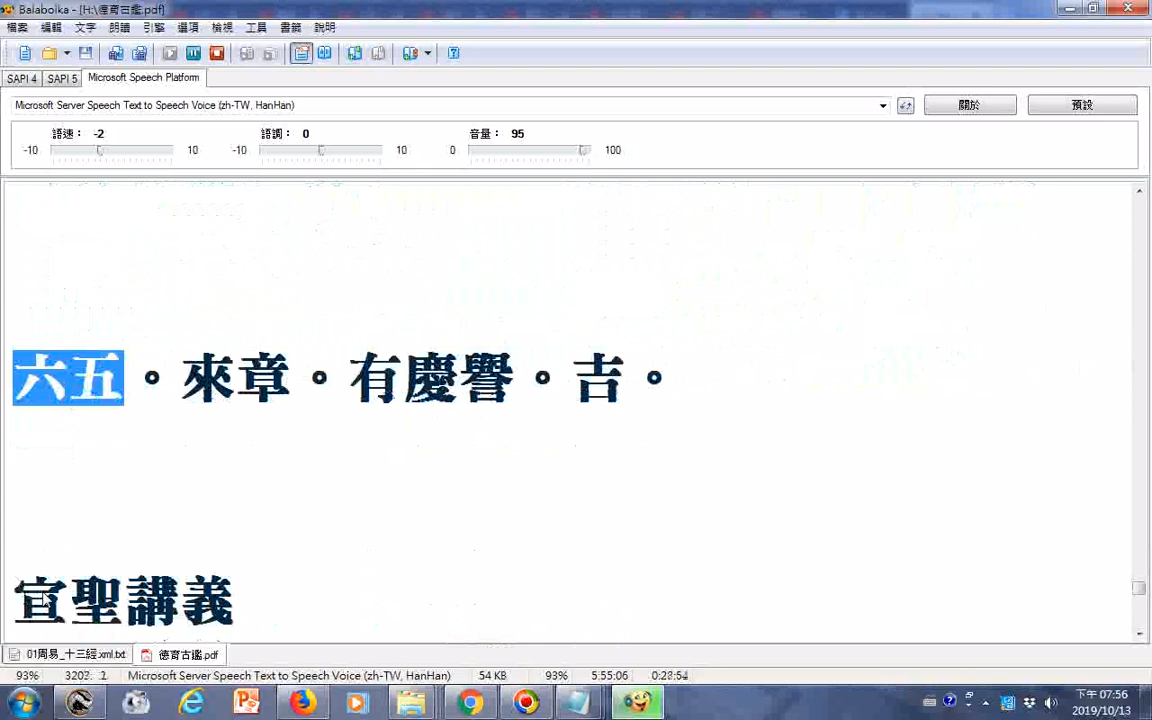 Balabolka - [H:\德育古鑑.pdf]
檔案 編輯 文字 朗讀 引擎 選項 檢視 工具 書籤 說明
SAPI 4 SAPI 5 Microsoft Speech Platform
Microsoft Server Speech Text to Speech Voice (zh-TW, HanHan) 關於 預設
語速： -2 語調： 0 音量： 95
-10 10 -10 10 0 100
六五。來章。有慶譽。吉。
宣聖講義
01周易_十三經.xml.txt 德育古鑑.pdf
93% 3202: 1 Microsoft Server Speech Text to Speech Voice (zh-TW, HanHan) 54 KB 93% 5:55:06 0:28:54
下午 07:56
2019/10/13